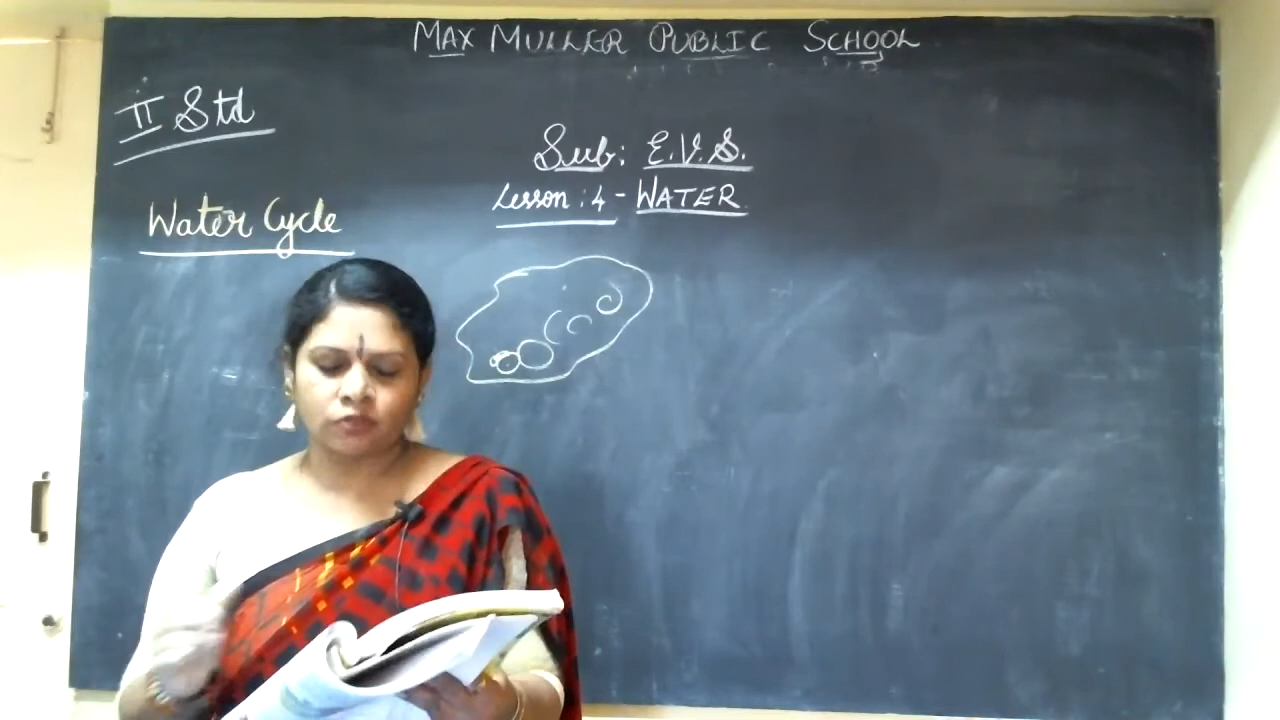 MAX MULLER PUBLIC SCHOOL
II Std
Sub: E.V.S.
Lesson: 4 - WATER
Water Cycle